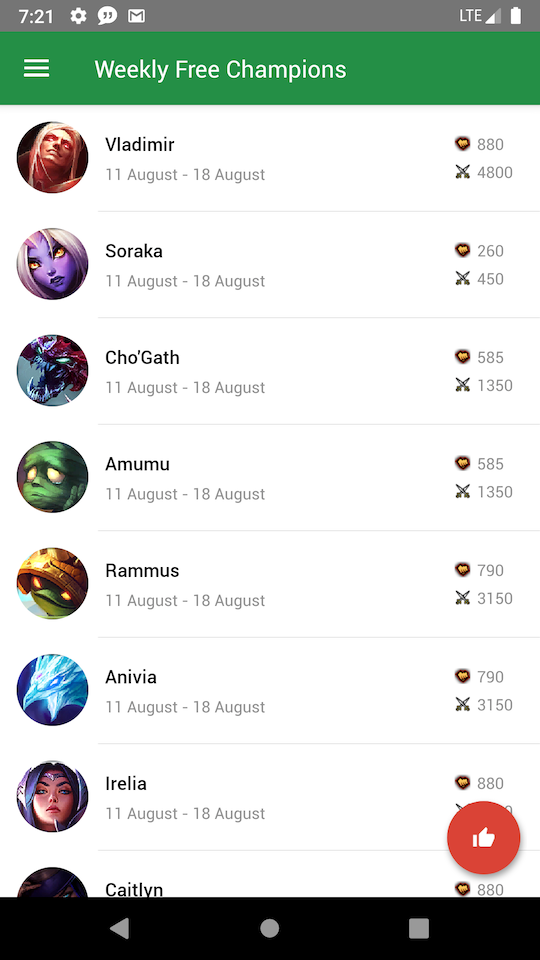 7:21 LTE
Weekly Free Champions
Vladimir 880
11 August - 18 August 4800
Soraka 260
11 August - 18 August 450
Cho'Gath 585
11 August - 18 August 1350
Amumu 585
11 August - 18 August 1350
Rammus 790
11 August - 18 August 3150
Anivia 790
11 August - 18 August 3150
Irelia 880
11 August - 18 August
Caitlyn 880